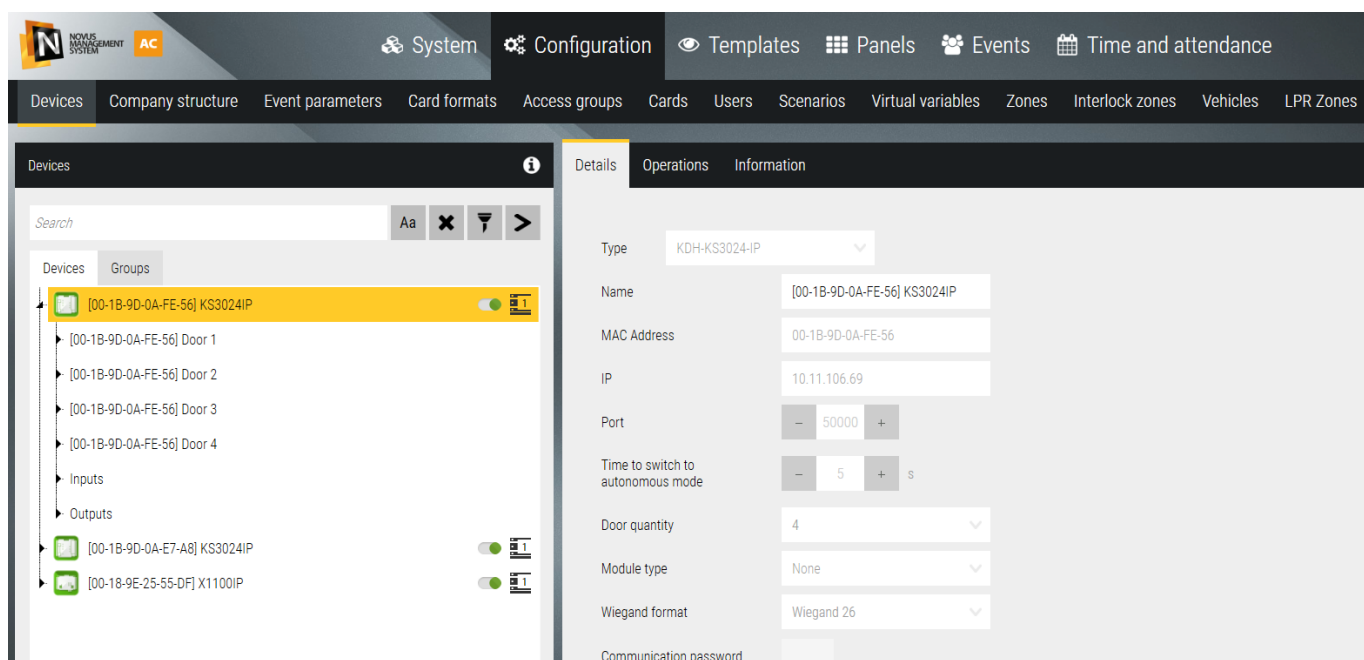 NOVUS
MANAGEMENT
SYSTEM
AC
System Configuration Templates Panels Events Time and attendance
Devices Company structure Event parameters Card formats Access groups Cards Users Scenarios Virtual variables Zones Interlock zones Vehicles LPR Zones
Devices
Search
Aa
Devices Groups
[00-1B-9D-0A-FE-56] KS3024IP 1
[00-1B-9D-0A-FE-56] Door 1
[00-1B-9D-0A-FE-56] Door 2
[00-1B-9D-0A-FE-56] Door 3
[00-1B-9D-0A-FE-56] Door 4
Inputs
Outputs
[00-1B-9D-0A-E7-A8] KS3024IP 1
[00-18-9E-25-55-DF] X1100IP 1
Details Operations Information
Type KDH-KS3024-IP
Name [00-1B-9D-0A-FE-56] KS3024IP
MAC Address 00-1B-9D-0A-FE-56
IP 10.11.106.69
Port - 50000 +
Time to switch to
autonomous mode - 5 + s
Door quantity 4
Module type None
Wiegand format Wiegand 26
Communication password